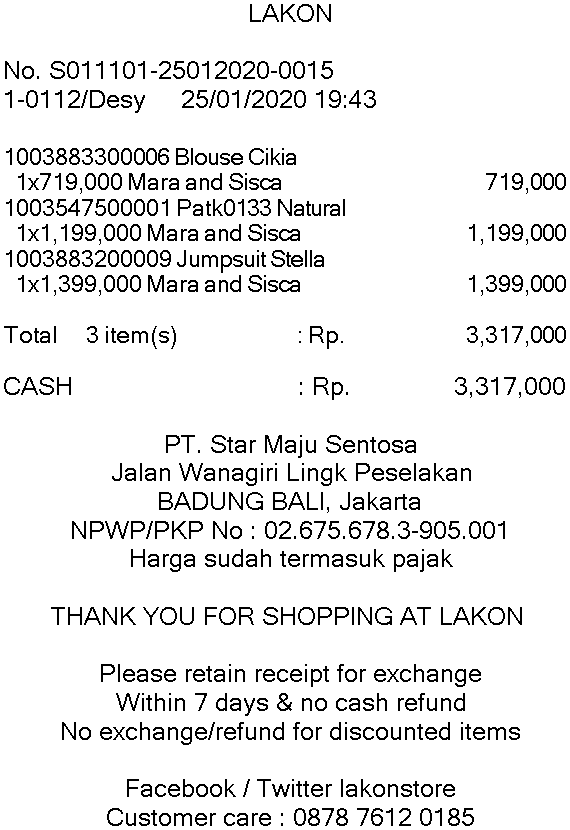 LAKON
No. S011101-25012020-0015
1-0112/Desy 25/01/2020 19:43
1003883300006 Blouse Cikia
1x719,000 Mara and Sisca 719,000
1003547500001 Patk0133 Natural
1x1,199,000 Mara and Sisca 1,199,000
1003883200009 Jumpsuit Stella
1x1,399,000 Mara and Sisca 1,399,000
Total 3 item(s) : Rp. 3,317,000
CASH : Rp. 3,317,000
PT. Star Maju Sentosa
Jalan Wanagiri Lingk Peselakan
BADUNG BALI, Jakarta
NPWP/PKP No : 02.675.678.3-905.001
Harga sudah termasuk pajak
THANK YOU FOR SHOPPING AT LAKON
Please retain receipt for exchange
Within 7 days & no cash refund
No exchange/refund for discounted items
Facebook / Twitter lakonstore
Customer care : 0878 7612 0185